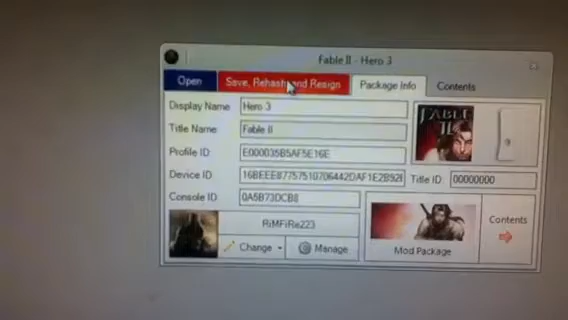 Fable II - Hero 3
Open
Save, Rehash and Resign
Package Info
Contents
Display Name
Hero 3
Title Name:
Fable II
Profile ID:
E000035B5AF5E16E
Device ID
Title ID:
00000000
Console ID:
0A5B73DCB8
FABLE
II
RiMFiRe223
Change
Manage
Mod Package
Contents